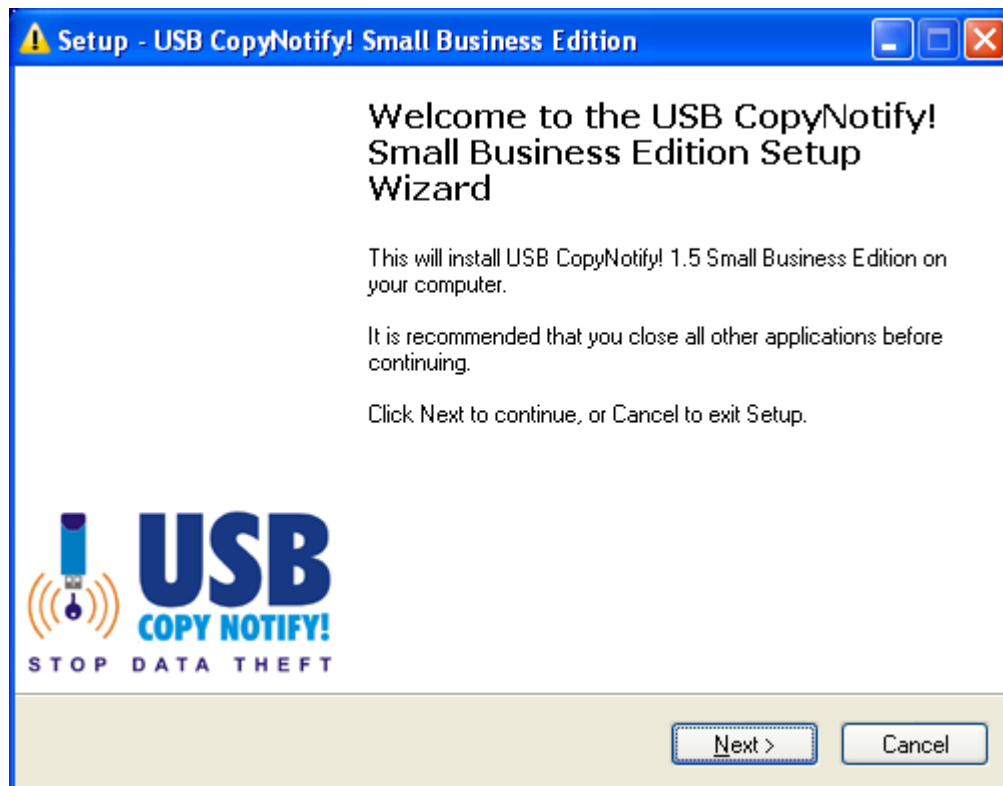 Setup - USB CopyNotify! Small Business Edition
Welcome to the USB CopyNotify!
Small Business Edition Setup
Wizard
This will install USB CopyNotify! 1.5 Small Business Edition on
your computer.
It is recommended that you close all other applications before
continuing.
Click Next to continue, or Cancel to exit Setup.
USB
COPY NOTIFY!
STOP DATA THEFT
Next >
Cancel